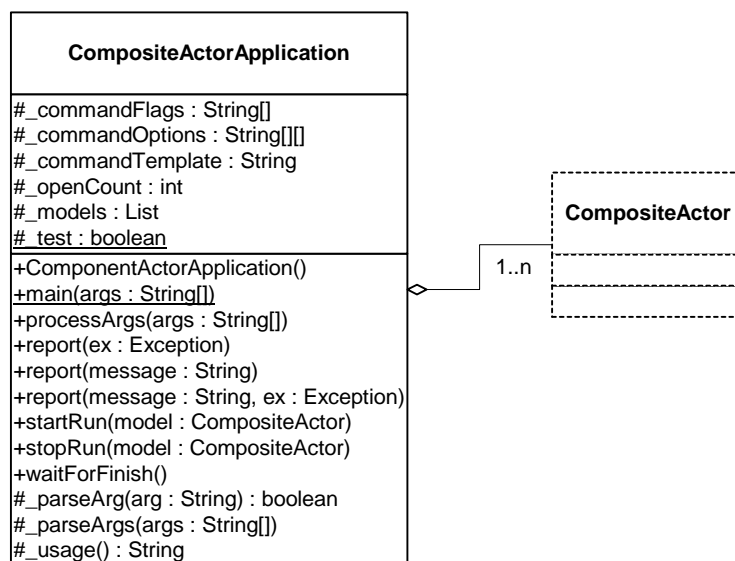 CompositeActorApplication
#_commandFlags : String[]
#_commandOptions : String[][]
#_commandTemplate : String
#_openCount : int
#_models : List
#_test : boolean
+ComponentActorApplication()
+main(args : String[])
+processArgs(args : String[])
+report(ex : Exception)
+report(message : String)
+report(message : String, ex : Exception)
+startRun(model : CompositeActor)
+stopRun(model : CompositeActor)
+waitForFinish()
#_parseArg(arg : String) : boolean
#_parseArgs(args : String[])
#_usage() : String
1..n
CompositeActor